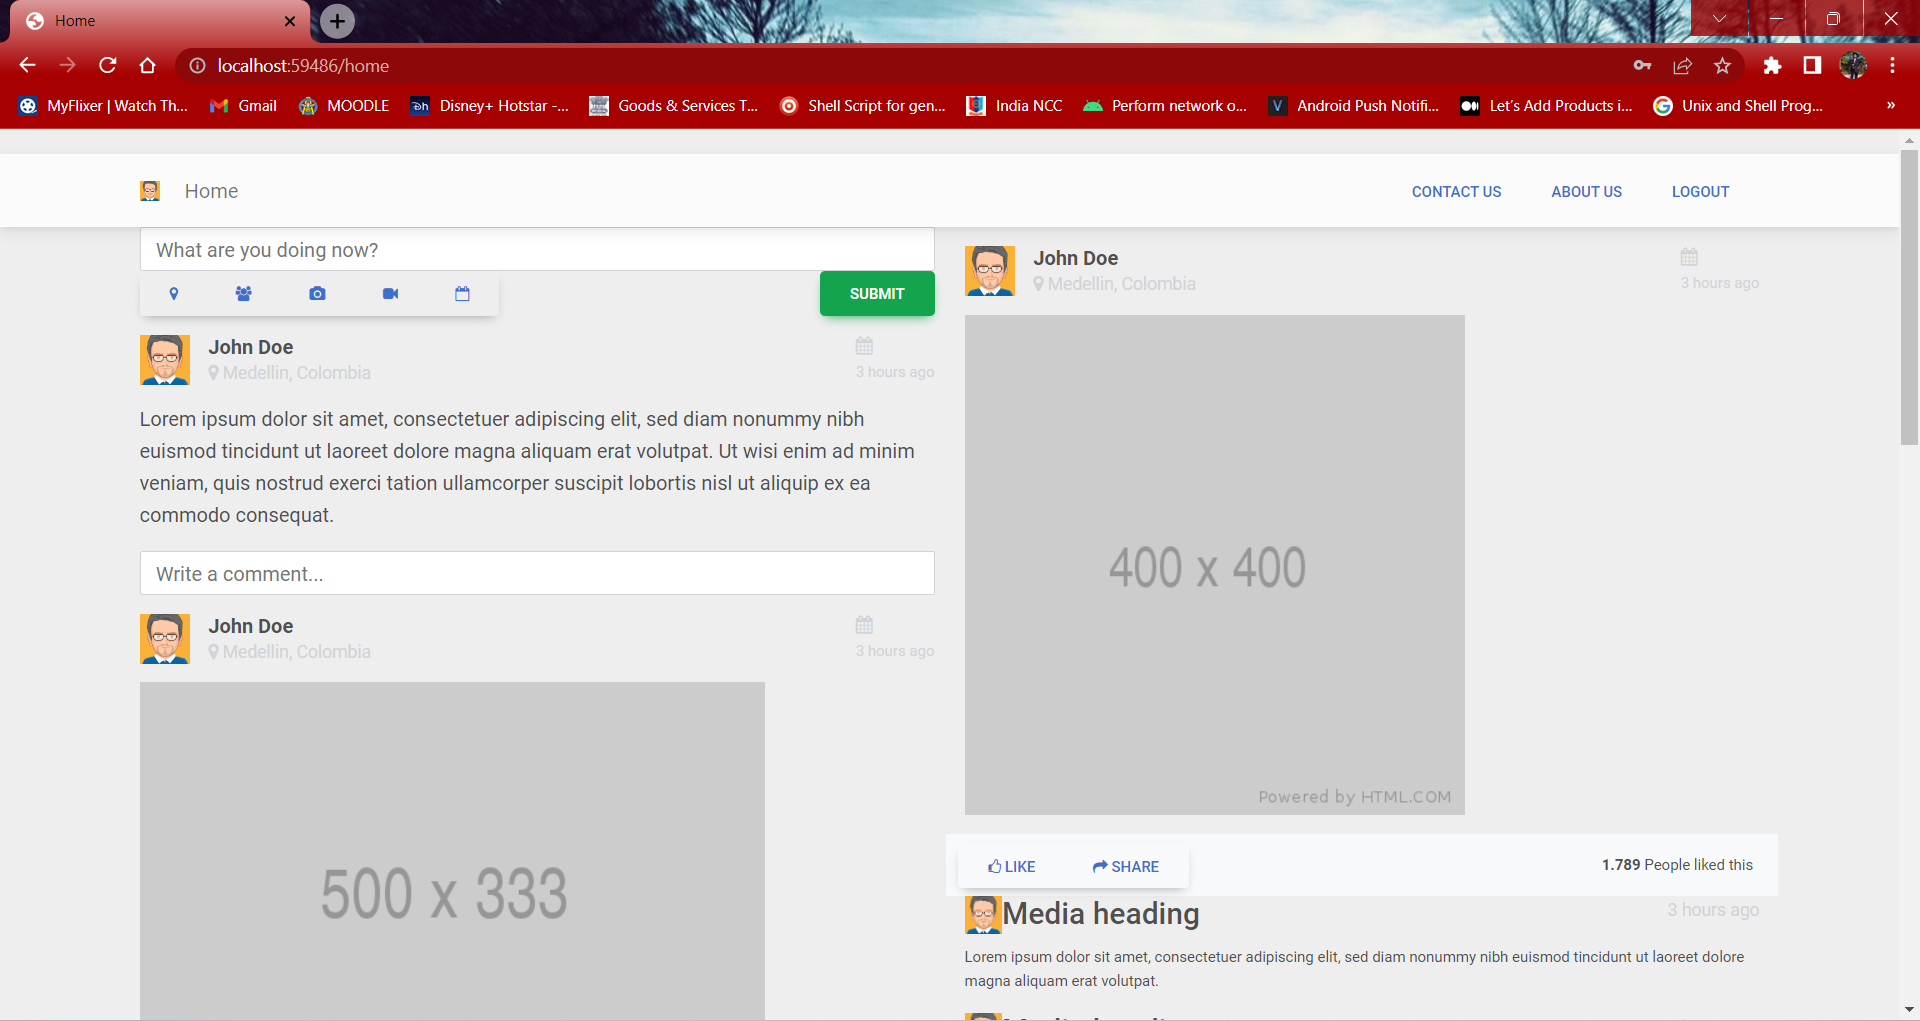 Home
localhost:59486/home
MyFlixer | Watch Th...
Gmail
MOODLE
Disney+ Hotstar -...
Goods & Services T...
Shell Script for gen...
India NCC
Perform network o...
Android Push Notifi...
Let's Add Products i...
Unix and Shell Prog...
»
Home
CONTACT US
ABOUT US
LOGOUT
What are you doing now?
SUBMIT
John Doe
Medellin, Colombia
3 hours ago
Lorem ipsum dolor sit amet, consectetuer adipiscing elit, sed diam nonummy nibh
euismod tincidunt ut laoreet dolore magna aliquam erat volutpat. Ut wisi enim ad minim
veniam, quis nostrud exerci tation ullamcorper suscipit lobortis nisl ut aliquip ex ea
commodo consequat.
Write a comment...
John Doe
Medellin, Colombia
3 hours ago
500 x 333
John Doe
Medellin, Colombia
3 hours ago
400 x 400
Powered by HTML.COM
LIKE
SHARE
1.789 People liked this
Media heading
3 hours ago
Lorem ipsum dolor sit amet, consectetuer adipiscing elit, sed diam nonummy nibh euismod tincidunt ut laoreet dolore
magna aliquam erat volutpat.